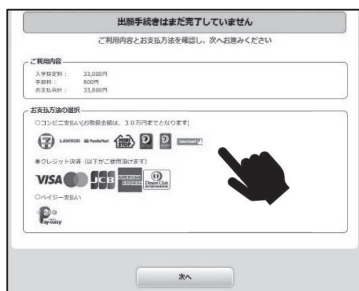 出願手続きはまだ完了していません
ご利用内容とお支払方法を確認し、次へお進みください
ご利用内容
入学検定料： 33,000円
手数料： 800円
お支払合計： 33,800円
お支払方法の選択
○コンビニ支払い(お取扱金額は、30万円までとなります)
LAWSON FamilyMart MINI STOP
◉クレジット決済（以下がご使用頂けます）
VISA JCB AMERICAN EXPRESS Diners Club INTERNATIONAL
○ペイジー支払い
Pay-easy
次へ